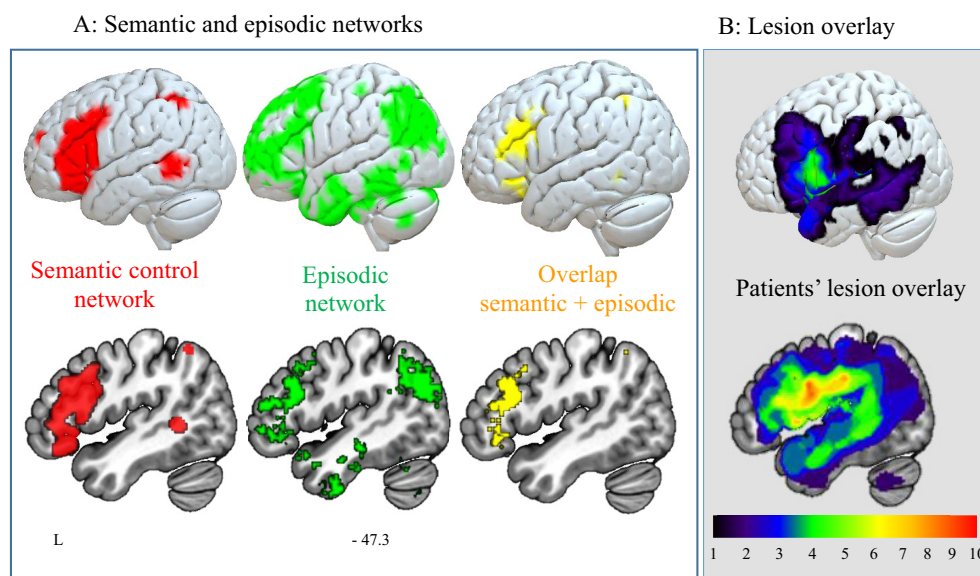 A: Semantic and episodic networks
B: Lesion overlay
Semantic control
network
Episodic
network
Overlap
semantic + episodic
Patients’ lesion overlay
L
- 47.3
1 2 3 4 5 6 7 8 9 10